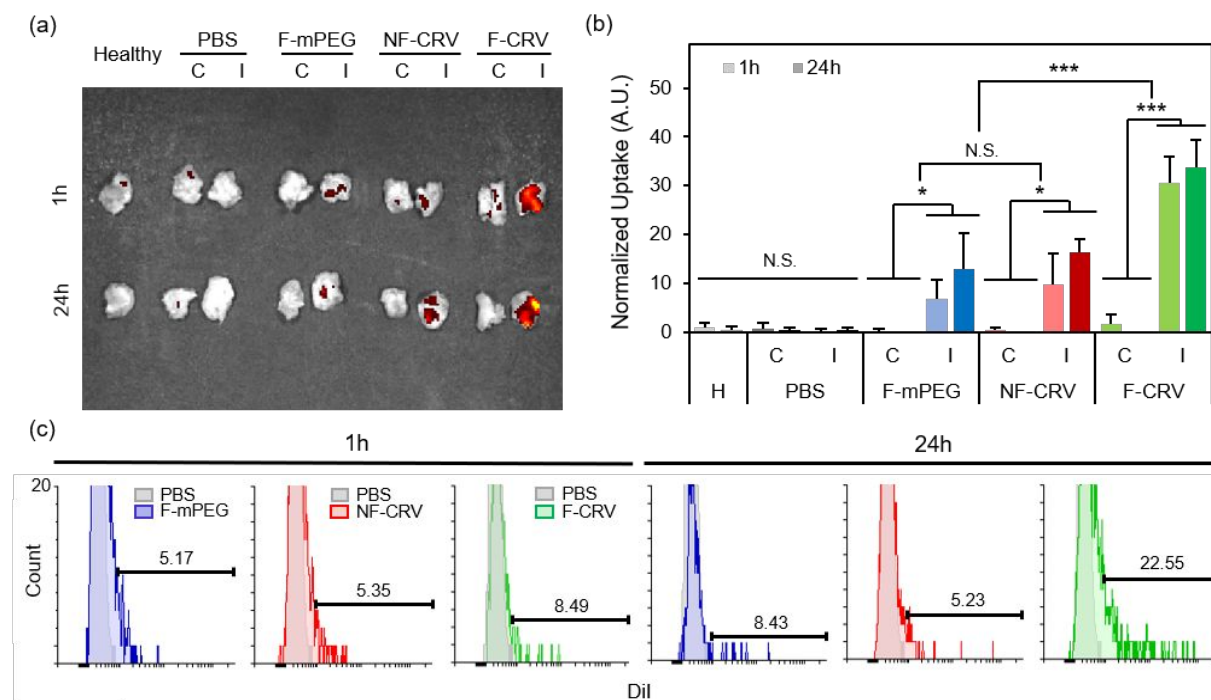 (a)
Healthy PBS F-mPEG NF-CRV F-CRV
C I C I C I C I
1h
24h
(b)
1h 24h
Normalized Uptake (A.U.)
50
40
30
20
10
0
N.S.
*
N.S.
*
***
***
C I C I C I C I
H PBS F-mPEG NF-CRV F-CRV
(c)
1h 24h
20
Count
PBS
F-mPEG
5.17
PBS
NF-CRV
5.35
PBS
F-CRV
8.49
8.43
5.23
22.55
DiI